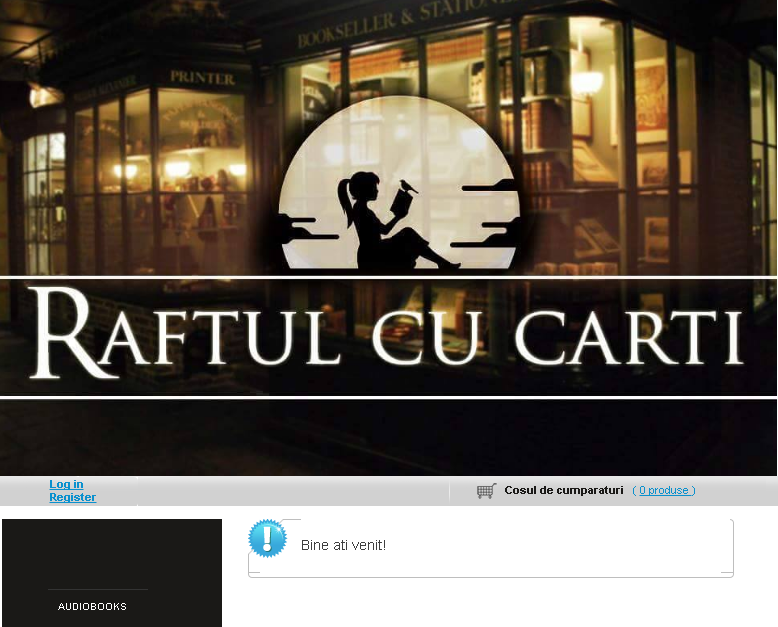 BOOKSELLER & STATIONE
PRINTER
RAFTUL CU CARTI
Log in
Register
Cosul de cumparaturi ( 0 produse )
Bine ati venit!
AUDIOBOOKS